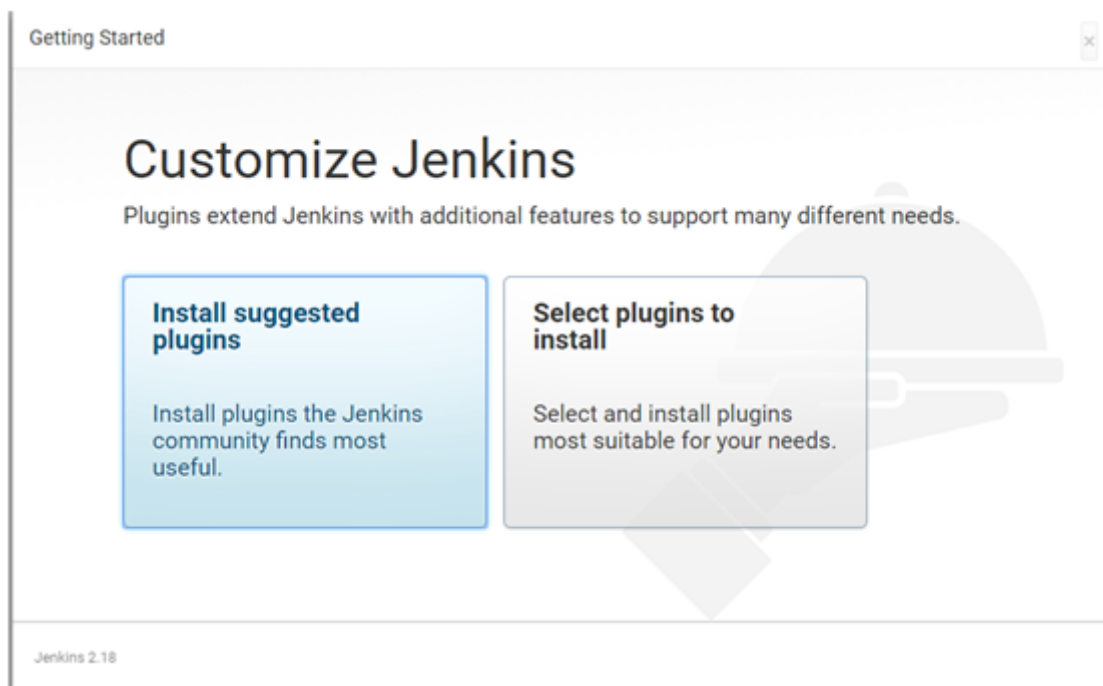 Getting Started
Customize Jenkins
Plugins extend Jenkins with additional features to support many different needs.
Install suggested
plugins
Install plugins the Jenkins
community finds most
useful.
Select plugins to
install
Select and install plugins
most suitable for your needs.
Jenkins 2.18